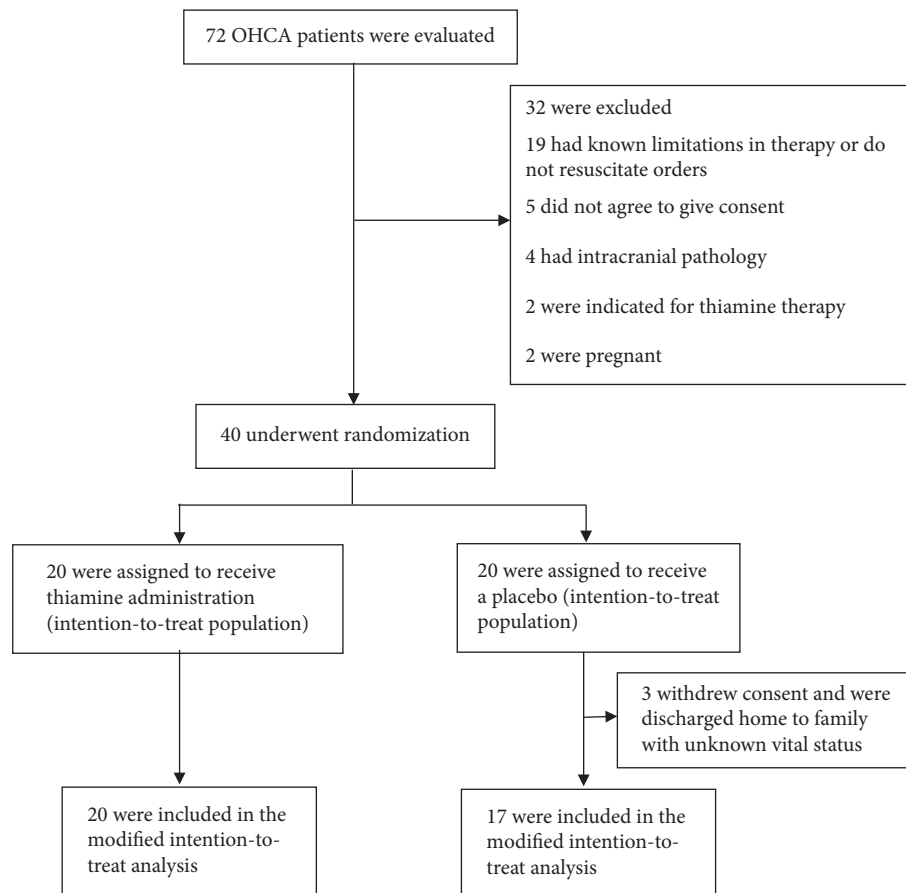 72 OHCA patients were evaluated
32 were excluded
19 had known limitations in therapy or do
not resuscitate orders
5 did not agree to give consent
4 had intracranial pathology
2 were indicated for thiamine therapy
2 were pregnant
40 underwent randomization
20 were assigned to receive
thiamine administration
(intention-to-treat population)
20 were assigned to receive
a placebo (intention-to-treat
population)
3 withdrew consent and were
discharged home to family
with unknown vital status
20 were included in the
modified intention-to-
treat analysis
17 were included in the
modified intention-to-
treat analysis